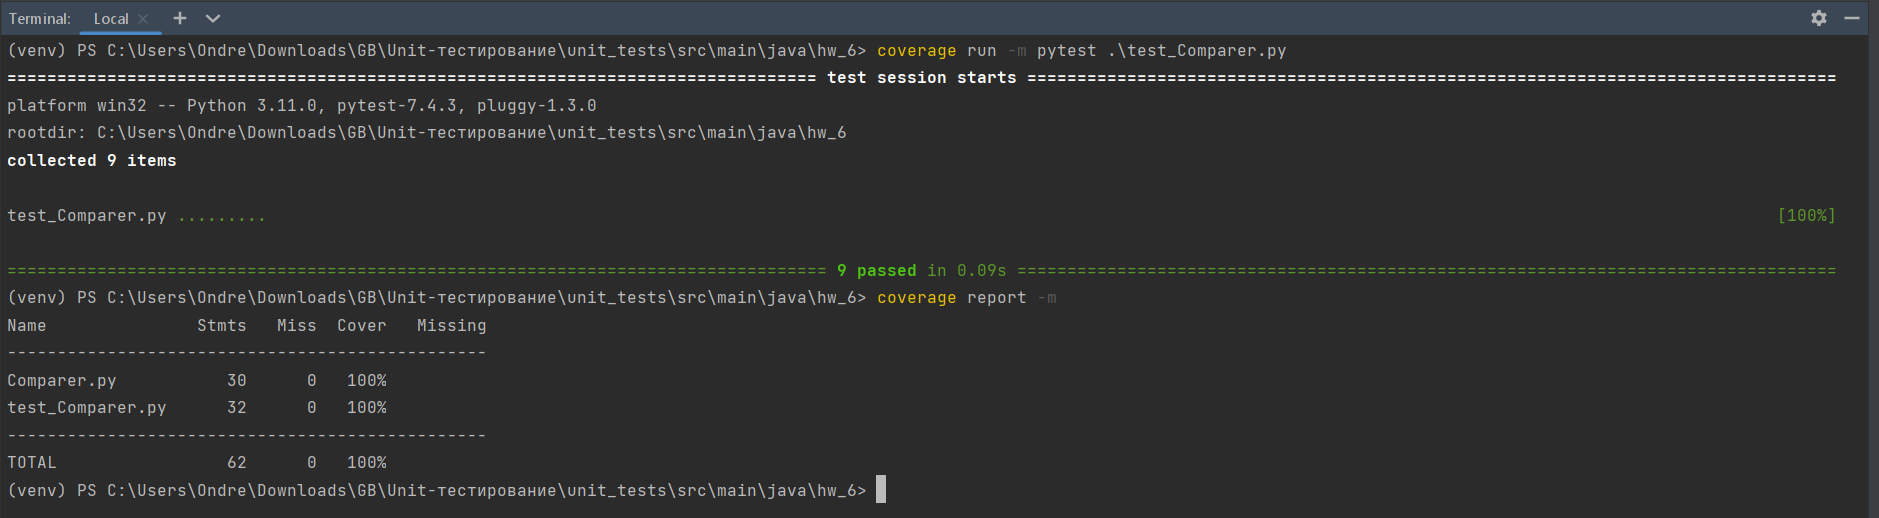 Terminal: Local
(venv) PS C:\Users\Ondre\Downloads\GB\Unit-тестирование\unit_tests\src\main\java\hw_6> coverage run -m pytest .\test_Comparer.py
================================================================================= test session starts =================================================================================
platform win32 -- Python 3.11.0, pytest-7.4.3, pluggy-1.3.0
rootdir: C:\Users\Ondre\Downloads\GB\Unit-тестирование\unit_tests\src\main\java\hw_6
collected 9 items
test_Comparer.py ......... [100%]
================================================================================== 9 passed in 0.09s ==================================================================================
(venv) PS C:\Users\Ondre\Downloads\GB\Unit-тестирование\unit_tests\src\main\java\hw_6> coverage report -m
Name               Stmts   Miss  Cover   Missing
------------------------------------------------
Comparer.py           30      0   100%
test_Comparer.py      32      0   100%
------------------------------------------------
TOTAL                 62      0   100%
(venv) PS C:\Users\Ondre\Downloads\GB\Unit-тестирование\unit_tests\src\main\java\hw_6>